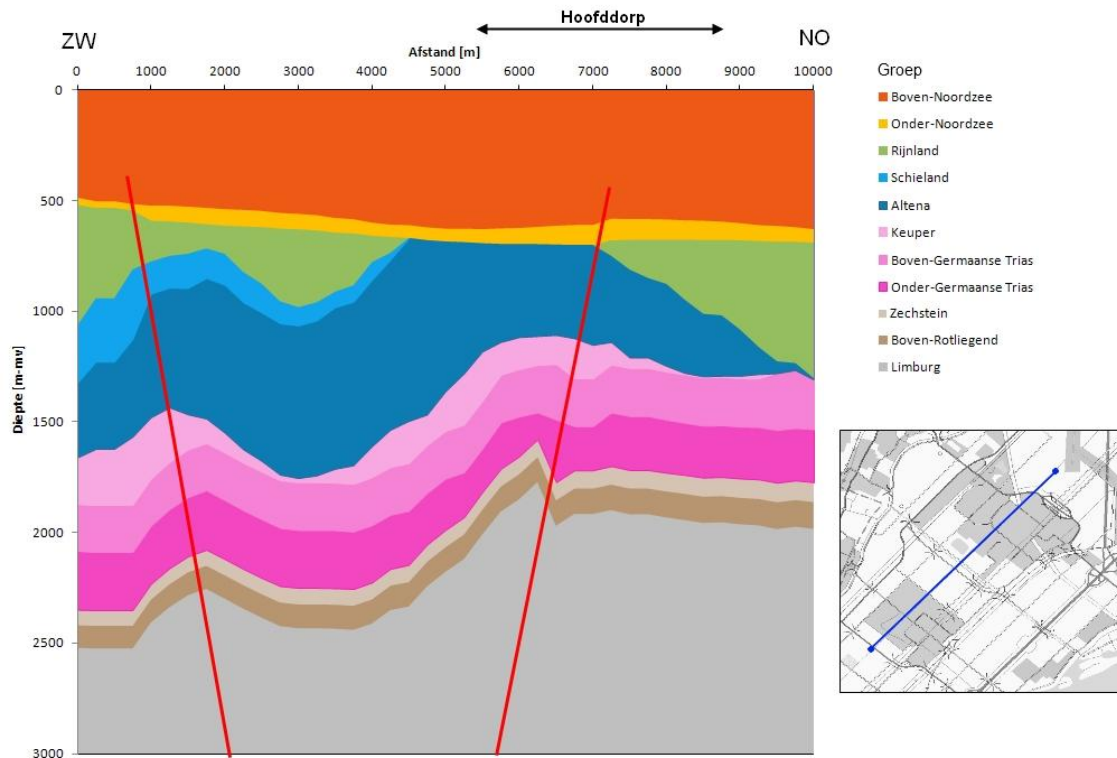 Hoofddorp
ZW
NO
Afstand [m]
0 1000 2000 3000 4000 5000 6000 7000 8000 9000 10000
Diepte [m-mv]
0
500
1000
1500
2000
2500
3000
Groep
Boven-Noordzee
Onder-Noordzee
Rijnland
Schieland
Altena
Keuper
Boven-Germaanse Trias
Onder-Germaanse Trias
Zechstein
Boven-Rotliegend
Limburg